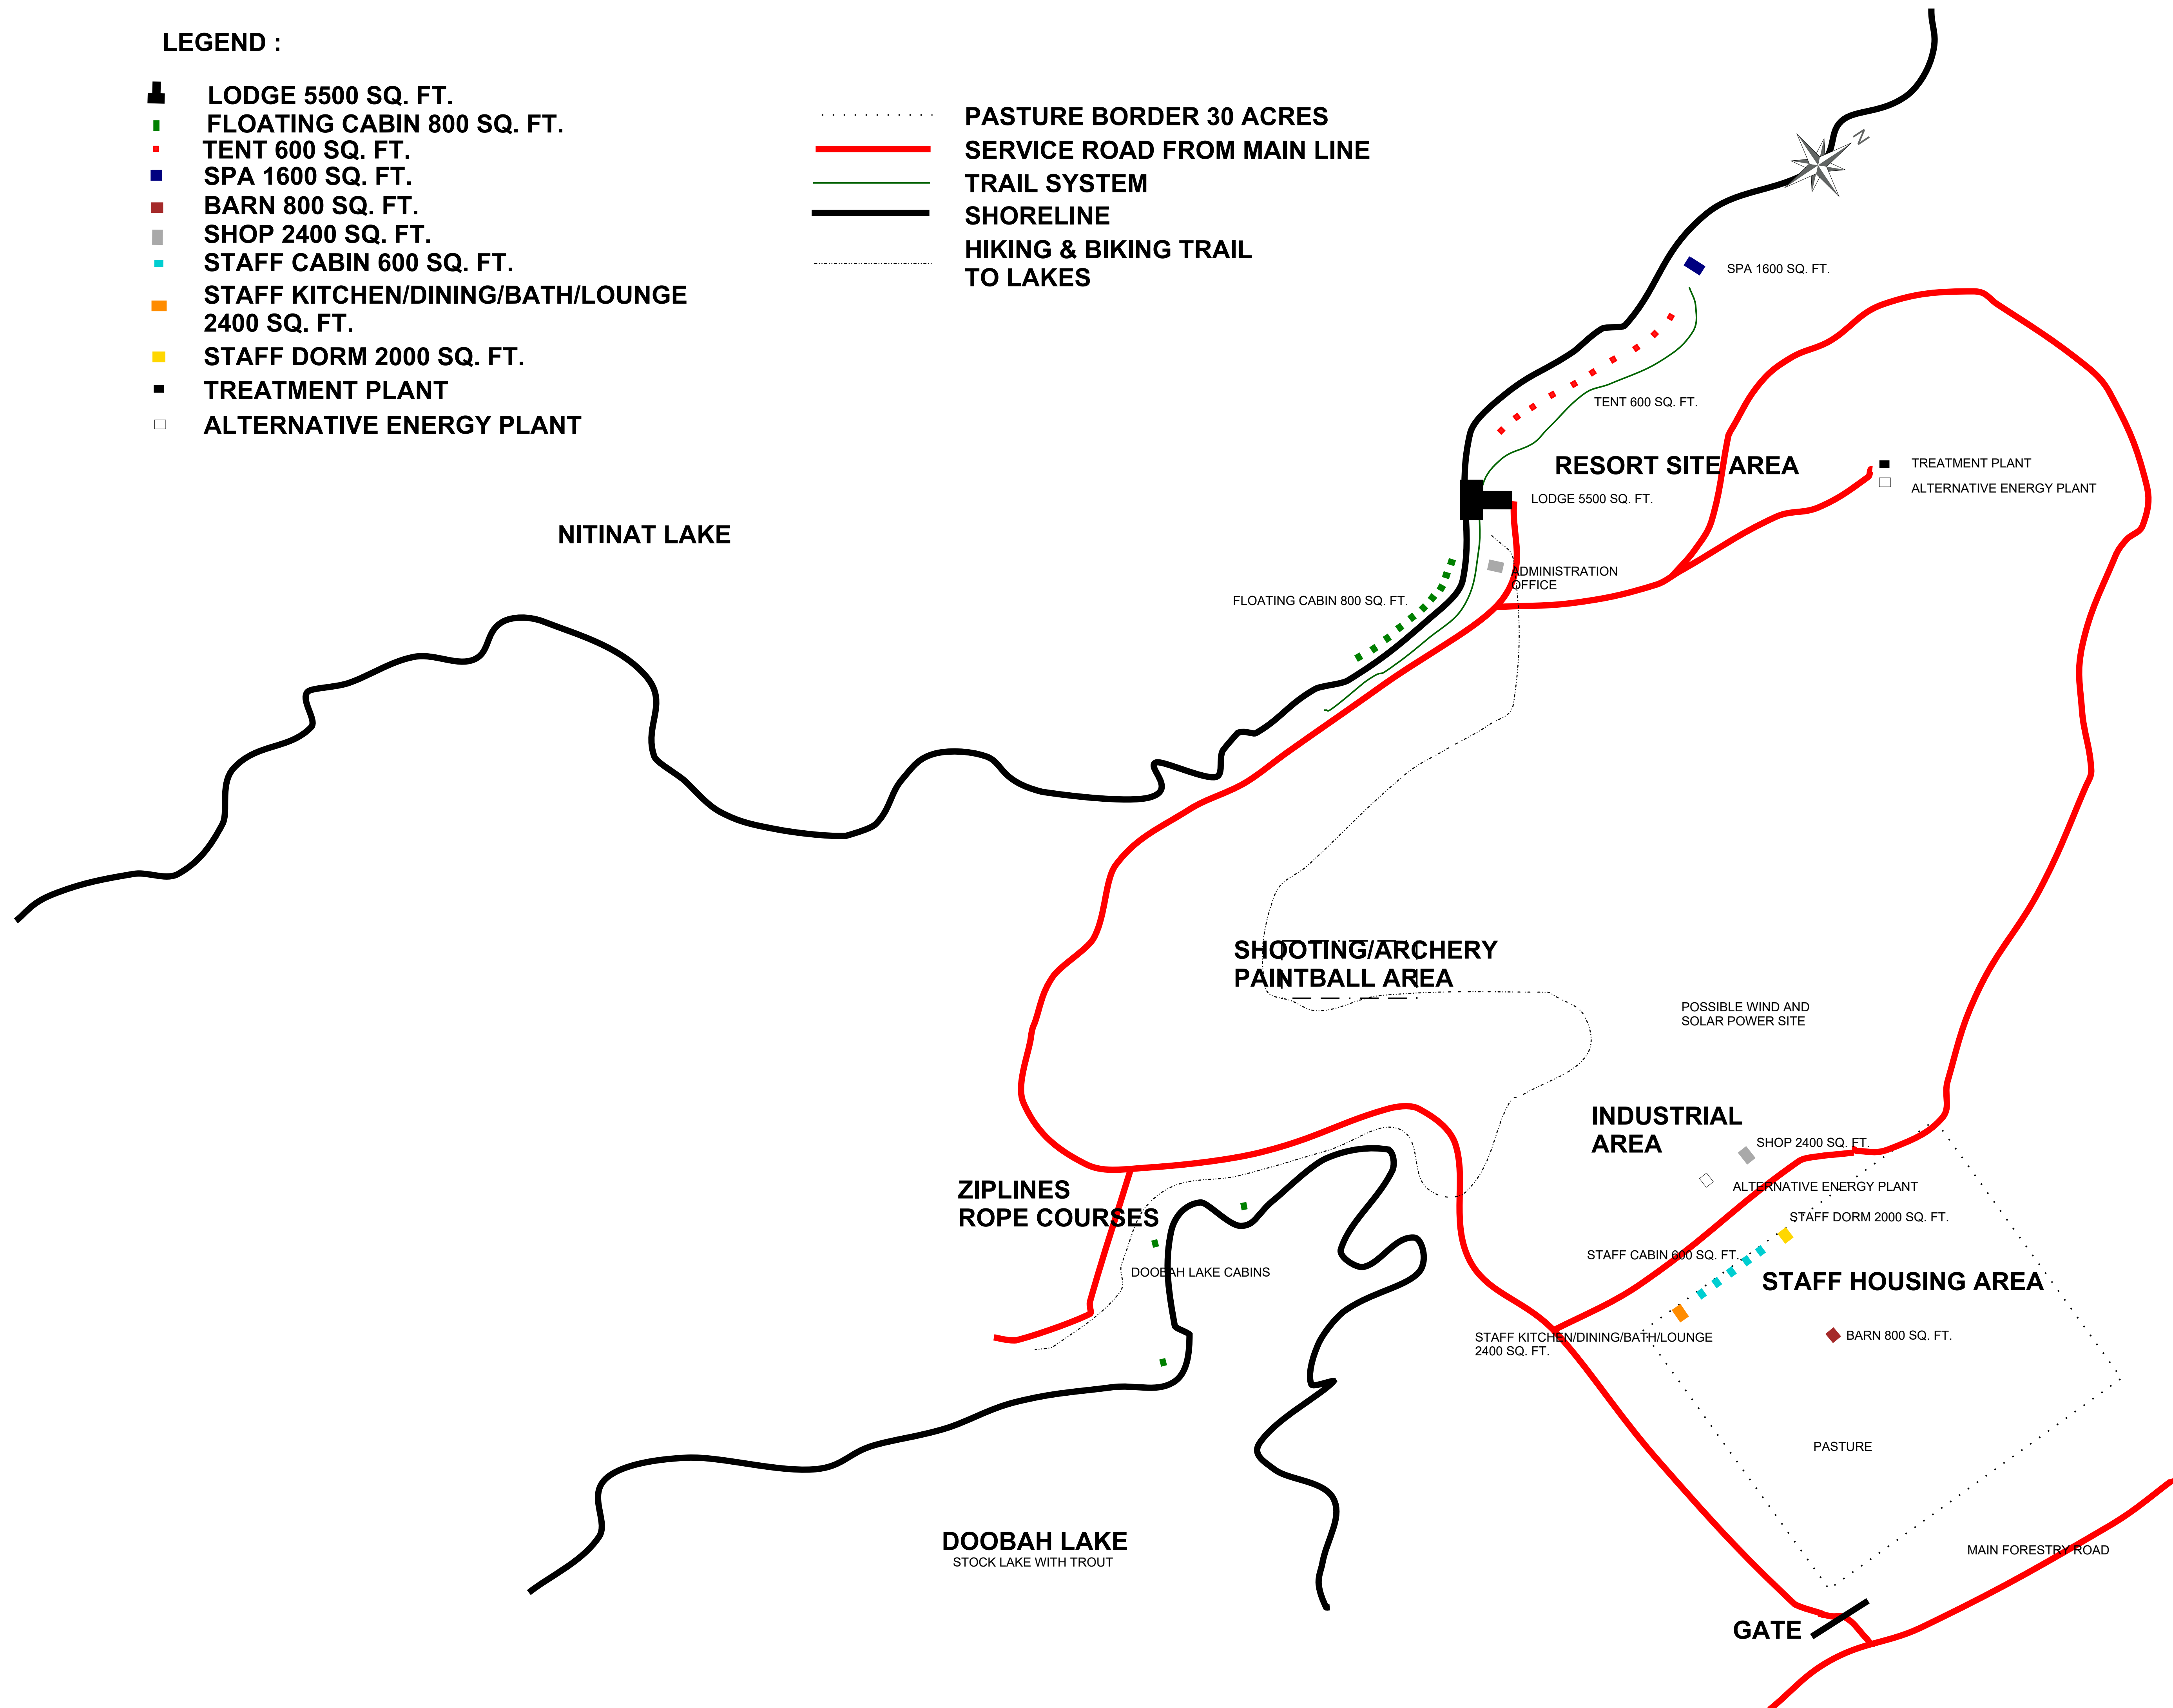 LEGEND :
LODGE 5500 SQ. FT.
FLOATING CABIN 800 SQ. FT.
TENT 600 SQ. FT.
SPA 1600 SQ. FT.
BARN 800 SQ. FT.
SHOP 2400 SQ. FT.
STAFF CABIN 600 SQ. FT.
STAFF KITCHEN/DINING/BATH/LOUNGE
2400 SQ. FT.
STAFF DORM 2000 SQ. FT.
TREATMENT PLANT
ALTERNATIVE ENERGY PLANT
PASTURE BORDER 30 ACRES
SERVICE ROAD FROM MAIN LINE
TRAIL SYSTEM
SHORELINE
HIKING & BIKING TRAIL
TO LAKES
N
SPA 1600 SQ. FT.
TENT 600 SQ. FT.
RESORT SITE AREA
TREATMENT PLANT
ALTERNATIVE ENERGY PLANT
LODGE 5500 SQ. FT.
NITINAT LAKE
ADMINISTRATION
OFFICE
FLOATING CABIN 800 SQ. FT.
SHOOTING/ARCHERY
PAINTBALL AREA
POSSIBLE WIND AND
SOLAR POWER SITE
INDUSTRIAL
AREA
SHOP 2400 SQ. FT.
ALTERNATIVE ENERGY PLANT
ZIPLINES
ROPE COURSES
STAFF DORM 2000 SQ. FT.
STAFF CABIN 600 SQ. FT.
DOOBAH LAKE CABINS
STAFF HOUSING AREA
STAFF KITCHEN/DINING/BATH/LOUNGE
2400 SQ. FT.
BARN 800 SQ. FT.
PASTURE
DOOBAH LAKE
STOCK LAKE WITH TROUT
MAIN FORESTRY ROAD
GATE